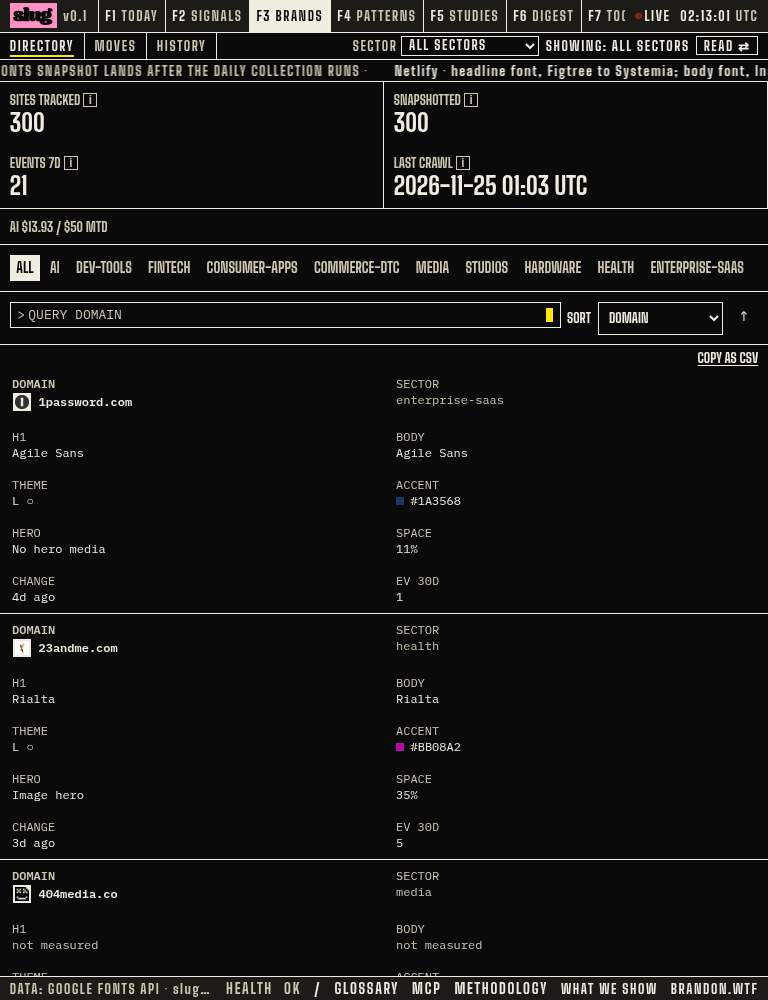 slug v0.1 F1 TODAY F2 SIGNALS F3 BRANDS F4 PATTERNS F5 STUDIES F6 DIGEST F7 LIVE 02:13:01 UTC
DIRECTORY MOVES HISTORY SECTOR ALL SECTORS SHOWING: ALL SECTORS READ ⇄
ONTS SNAPSHOT LANDS AFTER THE DAILY COLLECTION RUNS · Netlify · headline font, Figtree to Systemia; body font, In
SITES TRACKED i SNAPSHOTTED i
300 300
EVENTS 7D i LAST CRAWL i
21 2026-11-25 01:03 UTC
AI $13.93 / $50 MTD
ALL AI DEV-TOOLS FINTECH CONSUMER-APPS COMMERCE-DTC MEDIA STUDIOS HARDWARE HEALTH ENTERPRISE-SAAS
> QUERY DOMAIN SORT DOMAIN ↑
COPY AS CSV
DOMAIN SECTOR
1password.com enterprise-saas
H1 BODY
Agile Sans Agile Sans
THEME ACCENT
L ○ #1A3568
HERO SPACE
No hero media 11%
CHANGE EV 30D
4d ago 1
DOMAIN SECTOR
23andme.com health
H1 BODY
Rialta Rialta
THEME ACCENT
L ○ #BB08A2
HERO SPACE
Image hero 35%
CHANGE EV 30D
3d ago 5
DOMAIN SECTOR
404media.co media
H1 BODY
not measured not measured
THEME ACCENT
DATA: GOOGLE FONTS API · slug… HEALTH OK / GLOSSARY MCP METHODOLOGY WHAT WE SHOW BRANDON.WTF